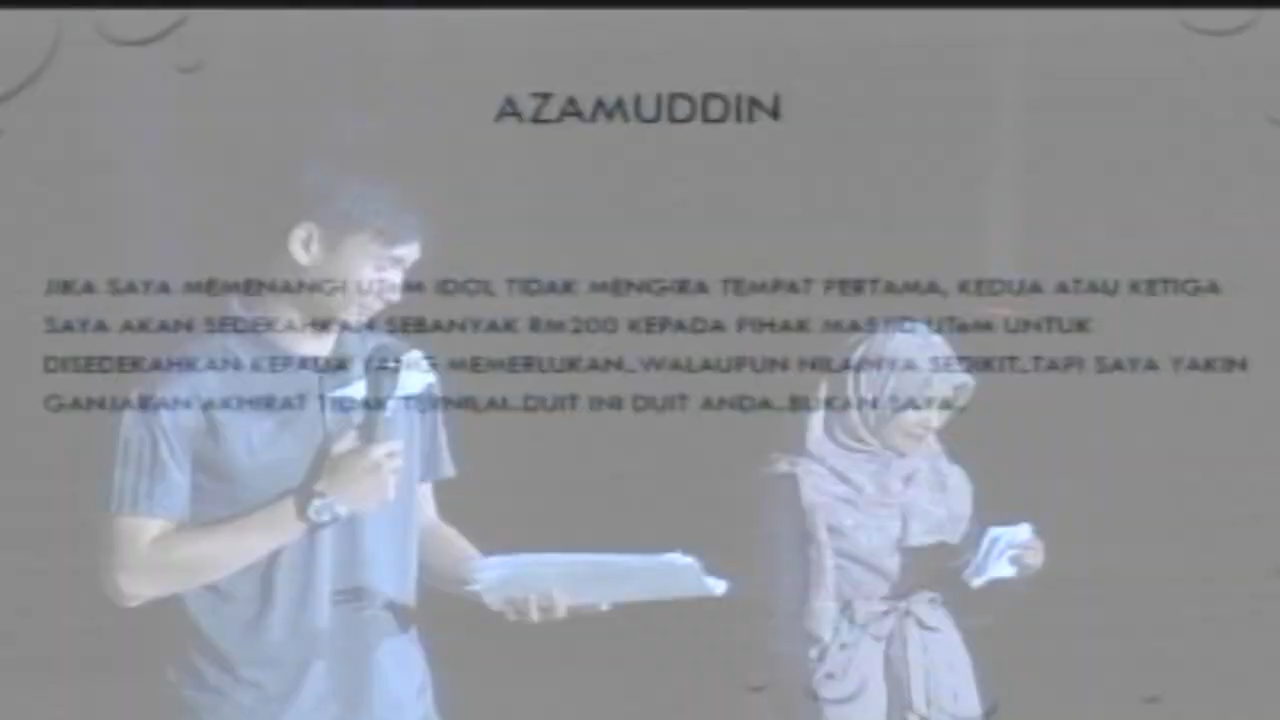 AZAMUDDIN
JIKA SAYA MEMENANGI UTAM IDOL, TIDAK MENGIRA TEMPAT PERTAMA, KEDUA ATAU KETIGA
SAYA AKAN SEDEKAHKAN SEBANYAK RM200 KEPADA PIHAK MASJID UTAM UNTUK
DISEDEKAHKAN KEPADA YANG MEMERLUKAN..WALAUPUN NILAINYA SEDIKIT..TAPI SAYA YAKIN
GANJARAN AKHIRAT TIDAK TERNILAI..DUIT INI DUIT ANDA..BUKAN SAYA.